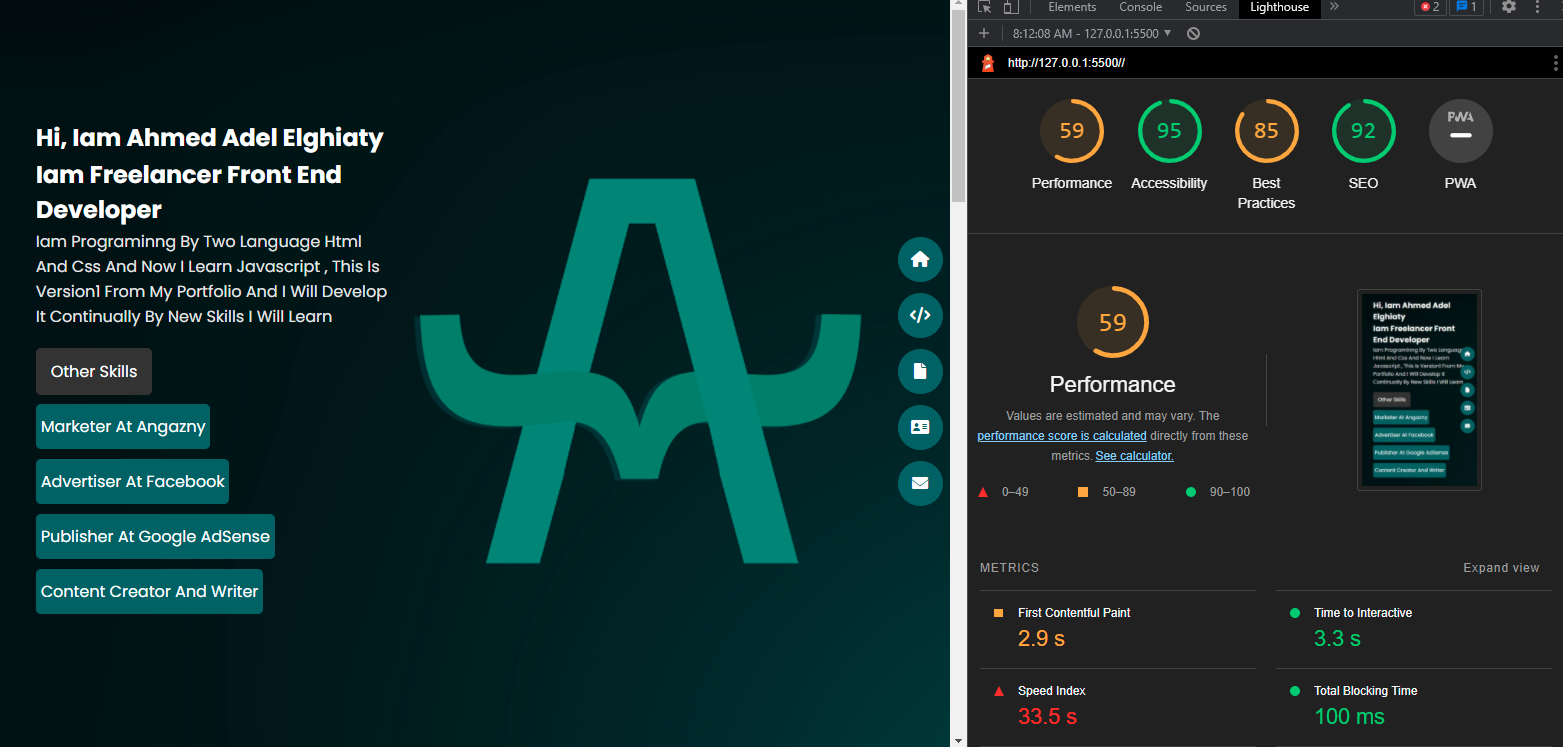 Hi, Iam Ahmed Adel Elghiaty
Iam Freelancer Front End
Developer
Iam Programinng By Two Language Html
And Css And Now I Learn Javascript , This Is
Version1 From My Portfolio And I Will Develop
It Continually By New Skills I Will Learn
Other Skills
Marketer At Angazny
Advertiser At Facebook
Publisher At Google AdSense
Content Creator And Writer
Elements Console Sources Lighthouse » 2 1
8:12:08 AM - 127.0.0.1:5500
http://127.0.0.1:5500//
59 95 85 92 PWA
Performance Accessibility Best SEO PWA
Practices
59
Performance
Values are estimated and may vary. The
performance score is calculated directly from these
metrics. See calculator.
0–49 50–89 90–100
Hi, Iam Ahmed Adel
Elghiaty
Iam Freelancer Front
End Developer
Iam Programinng By Two Language
Html And Css And Now I Learn
Javascript , This Is Version1 From My
Portfolio And I Will Develop It
Continually By New Skills I Will Learn
Other Skills
Marketer At Angazny
Advertiser At Facebook
Publisher At Google AdSense
Content Creator And Writer
METRICS Expand view
First Contentful Paint Time to Interactive
2.9 s 3.3 s
Speed Index Total Blocking Time
33.5 s 100 ms